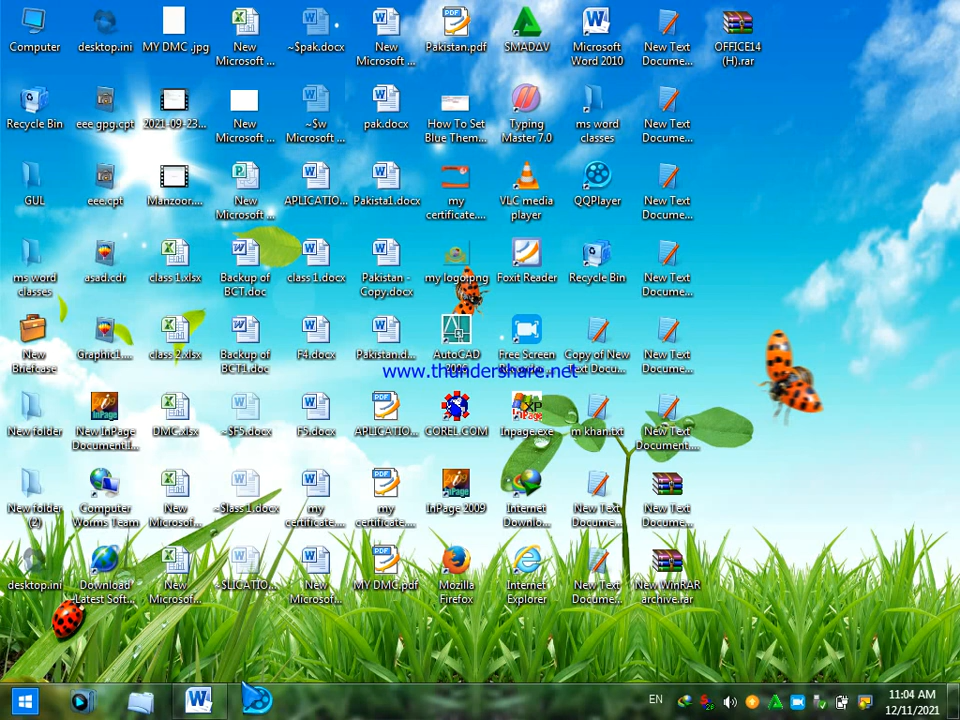 Computer
desktop.ini
MY DMC .jpg
New
Microsoft ...
~$pak.docx
New
Microsoft ...
Pakistan.pdf
SMADΔV
Microsoft
Word 2010
New Text
Docume...
OFFICE14
(H).rar
Recycle Bin
eee gpg.cpt
2021-09-23...
New
Microsoft ...
~$w
Microsoft ...
pak.docx
How To Set
Blue Them...
Typing
Master 7.0
ms word
classes
New Text
Docume...
GUL
eee.cpt
Manzoor....
New
Microsoft ...
APLICATIO...
Pakista1.docx
my
certificate....
VLC media
player
QQPlayer
New Text
Docume...
ms word
classes
asad.cdr
class 1.xlsx
Backup of
BCT.doc
class 1.docx
Pakistan -
Copy.docx
my logo.png
Foxit Reader
Recycle Bin
New Text
Docume...
New
Briefcase
Graphic1....
class 2.xlsx
Backup of
BCT1.doc
F4.docx
Pakistan.d...
AutoCAD
Free Screen
Copy of New
Text Docu...
New Text
Docume...
www.thundershare.net
New folder
New InPage
Document1...
DMC.xlsx
~$F5.docx
F5.docx
APLICATIO...
COREL.COM
Inpage.exe
m khan.txt
New Text
Document....
New folder
(2)
Computer
Worms Team
New
Microsof...
~$lass 1.docx
my
certificate....
my
certificate....
InPage 2009
Internet
Downlo...
New Text
Docume...
New Text
Docume...
desktop.ini
Download
Latest Soft...
New
Microsof...
~$LICATIO...
New
Microsof...
MY DMC.pdf
Mozilla
Firefox
Internet
Explorer
New Text
Docume...
New WinRAR
archive.rar
EN
11:04 AM
12/11/2021